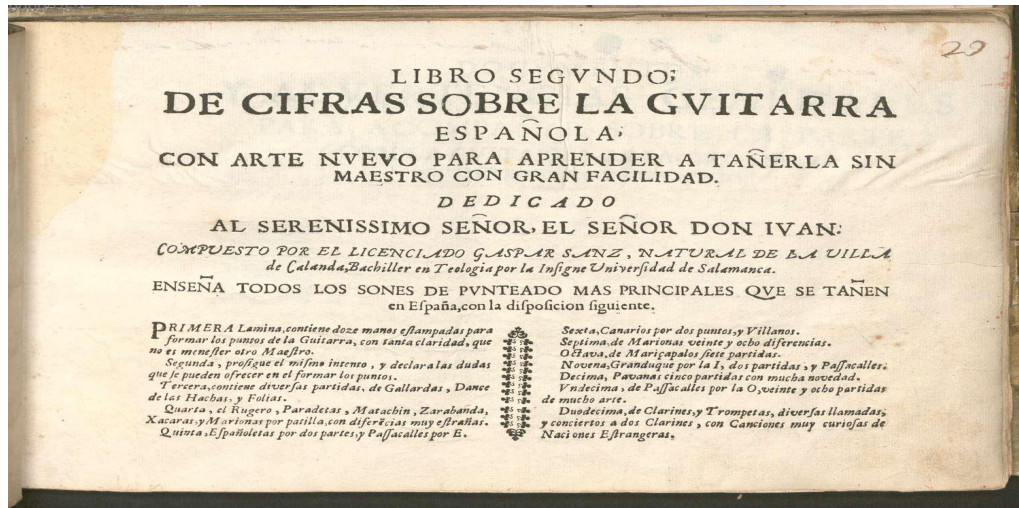 20
LIBRO SEGVNDO;
DE CIFRAS SOBRE LA GVITARRA
ESPAÑOLA;
CON ARTE NVEVO PARA APRENDER A TAÑERLA SIN
MAESTRO CON GRAN FACILIDAD.
DEDICADO
AL SERENISSIMO SEÑOR, EL SEÑOR DON IVAN:
COMPUESTO POR EL LICENCIADO GASPAR SANZ, NATURAL DE LA VILLA
de Calanda, Bachiller en Teologia por la Insigne Universidad de Salamanca.
ENSEÑA TODOS LOS SONES DE PVNTEADO MAS PRINCIPALES QVE SE TAÑEN
en España, con la disposicion siguiente.
PRIMERA Lamina, contiene doze manos estampadas para
formar los puntos de la Guitarra, con tanta claridad, que
no es menester otro Maestro.
Segunda, prosigue el mismo intento, y declara las dudas
que se pueden ofrecer en el formar los puntos.
Tercera, contiene diversas partidas, de Gallardas, Dance
de las Hachas, y Folias.
Quarta, el Rugero, Paradetas, Matachin, Zarabanda,
Xacaras, y Marionas por patilla, con diferēcias muy estrañas.
Quinta, Españoletas por dos partes, y Passacalles por E.
Sexta, Canarios por dos puntos, y Villanos.
Septima, de Marionas veinte y ocho diferencias.
Octava, de Mariçapalos siete partidas.
Novena, Granduque por la I, dos partidas, y Passacalles.
Decima, Pavanas cinco partidas con mucha novedad.
Vndecima, de Passacalles por la O, veinte y ocho partidas
de mucho arte.
Duodecima, de Clarines, y Trompetas, diversas llamadas,
y conciertos a dos Clarines, con Canciones muy curiosas de
Naciones Estrangeras.